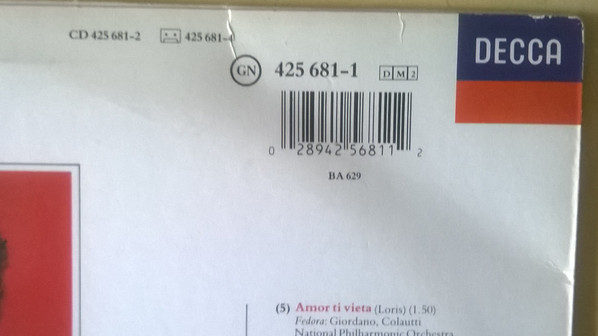 CD 425 681-2 425 681-4
GN 425 681-1 D M 2
DECCA
0 28942 56811 2
BA 629
(5) Amor ti vieta (Loris) (1.50)
Fedora: Giordano, Colautti
National Philharmonic Orchestra